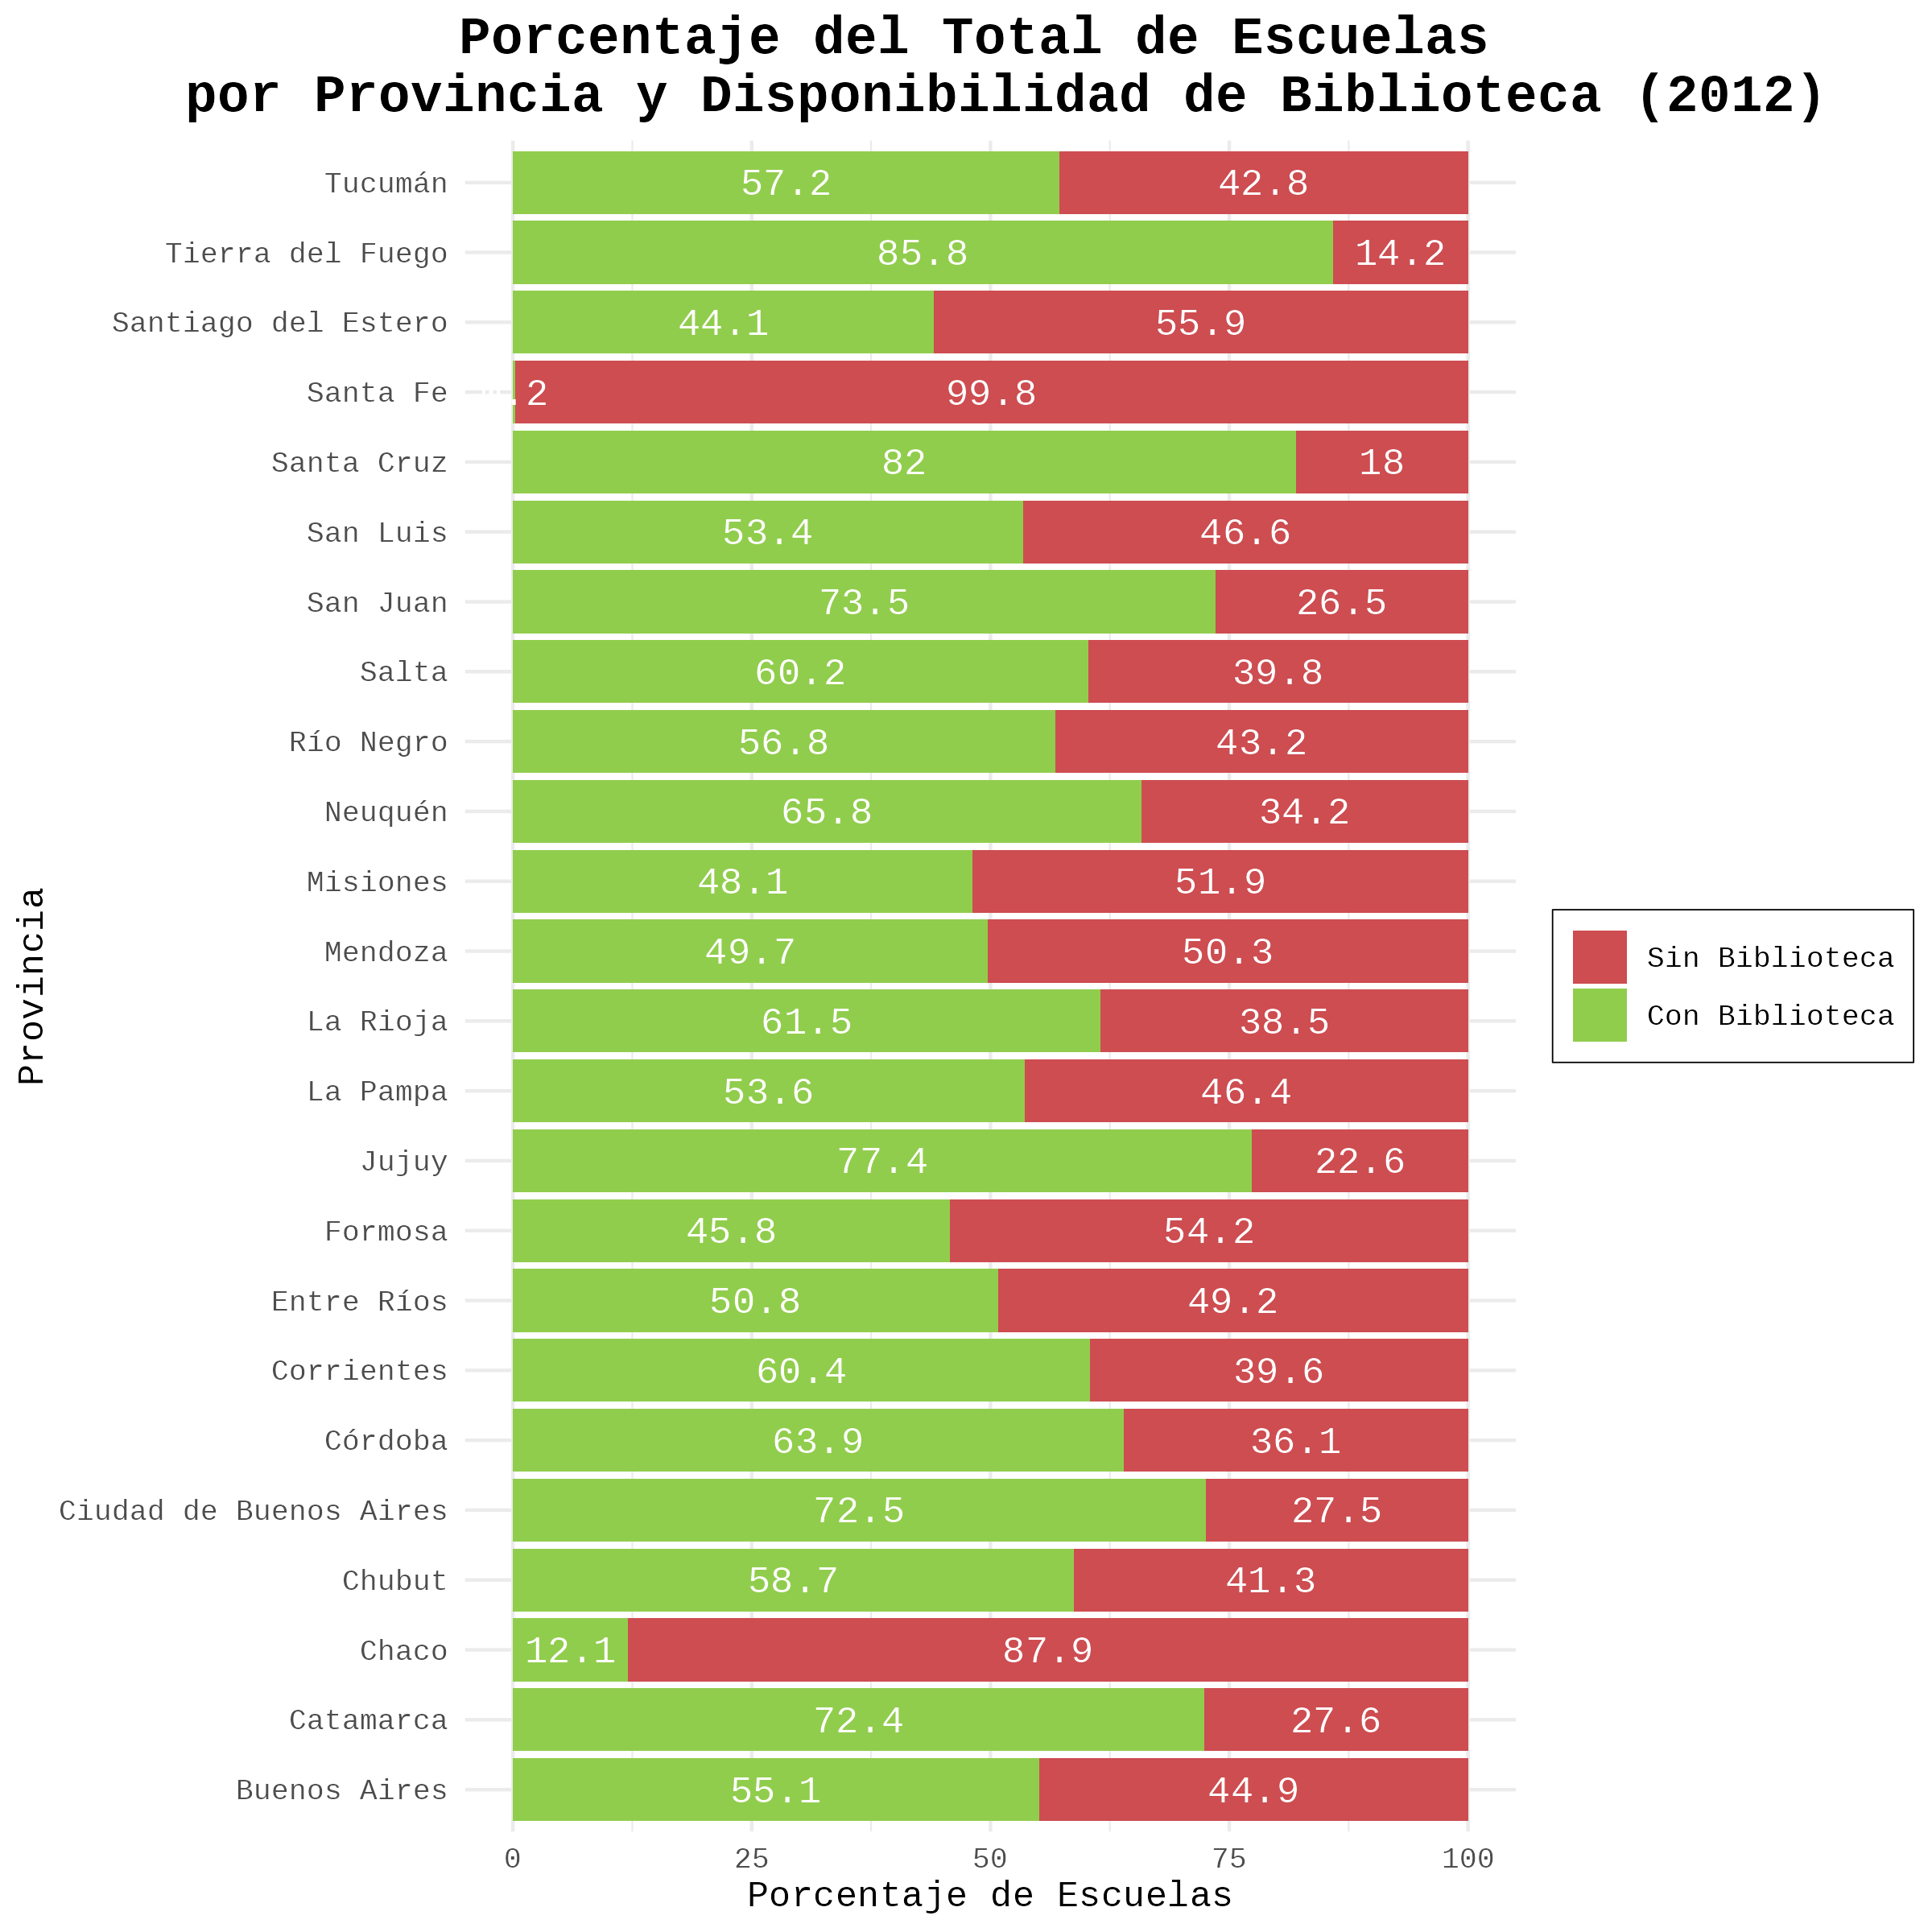 Porcentaje del Total de Escuelas
por Provincia y Disponibilidad de Biblioteca (2012)
Tucumán 57.2 42.8
Tierra del Fuego 85.8 14.2
Santiago del Estero 44.1 55.9
Santa Fe .2 99.8
Santa Cruz 82 18
San Luis 53.4 46.6
San Juan 73.5 26.5
Salta 60.2 39.8
Río Negro 56.8 43.2
Neuquén 65.8 34.2
Misiones 48.1 51.9
Mendoza 49.7 50.3
La Rioja 61.5 38.5
La Pampa 53.6 46.4
Jujuy 77.4 22.6
Formosa 45.8 54.2
Entre Ríos 50.8 49.2
Corrientes 60.4 39.6
Córdoba 63.9 36.1
Ciudad de Buenos Aires 72.5 27.5
Chubut 58.7 41.3
Chaco 12.1 87.9
Catamarca 72.4 27.6
Buenos Aires 55.1 44.9
0 25 50 75 100
Porcentaje de Escuelas
Provincia
Sin Biblioteca
Con Biblioteca